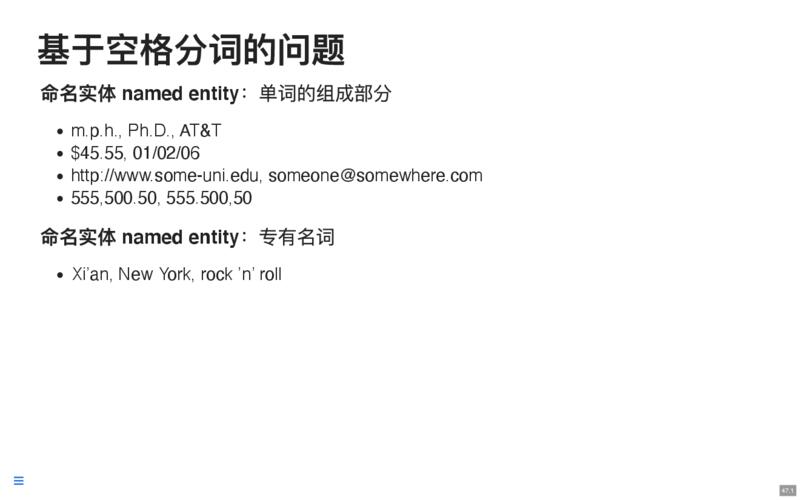 基于空格分词的问题
命名实体 named entity：单词的组成部分
• m.p.h., Ph.D., AT&T
• $45.55, 01/02/06
• http://www.some-uni.edu, someone@somewhere.com
• 555,500.50, 555.500,50
命名实体 named entity：专有名词
• Xi’an, New York, rock ’n’ roll
47.1